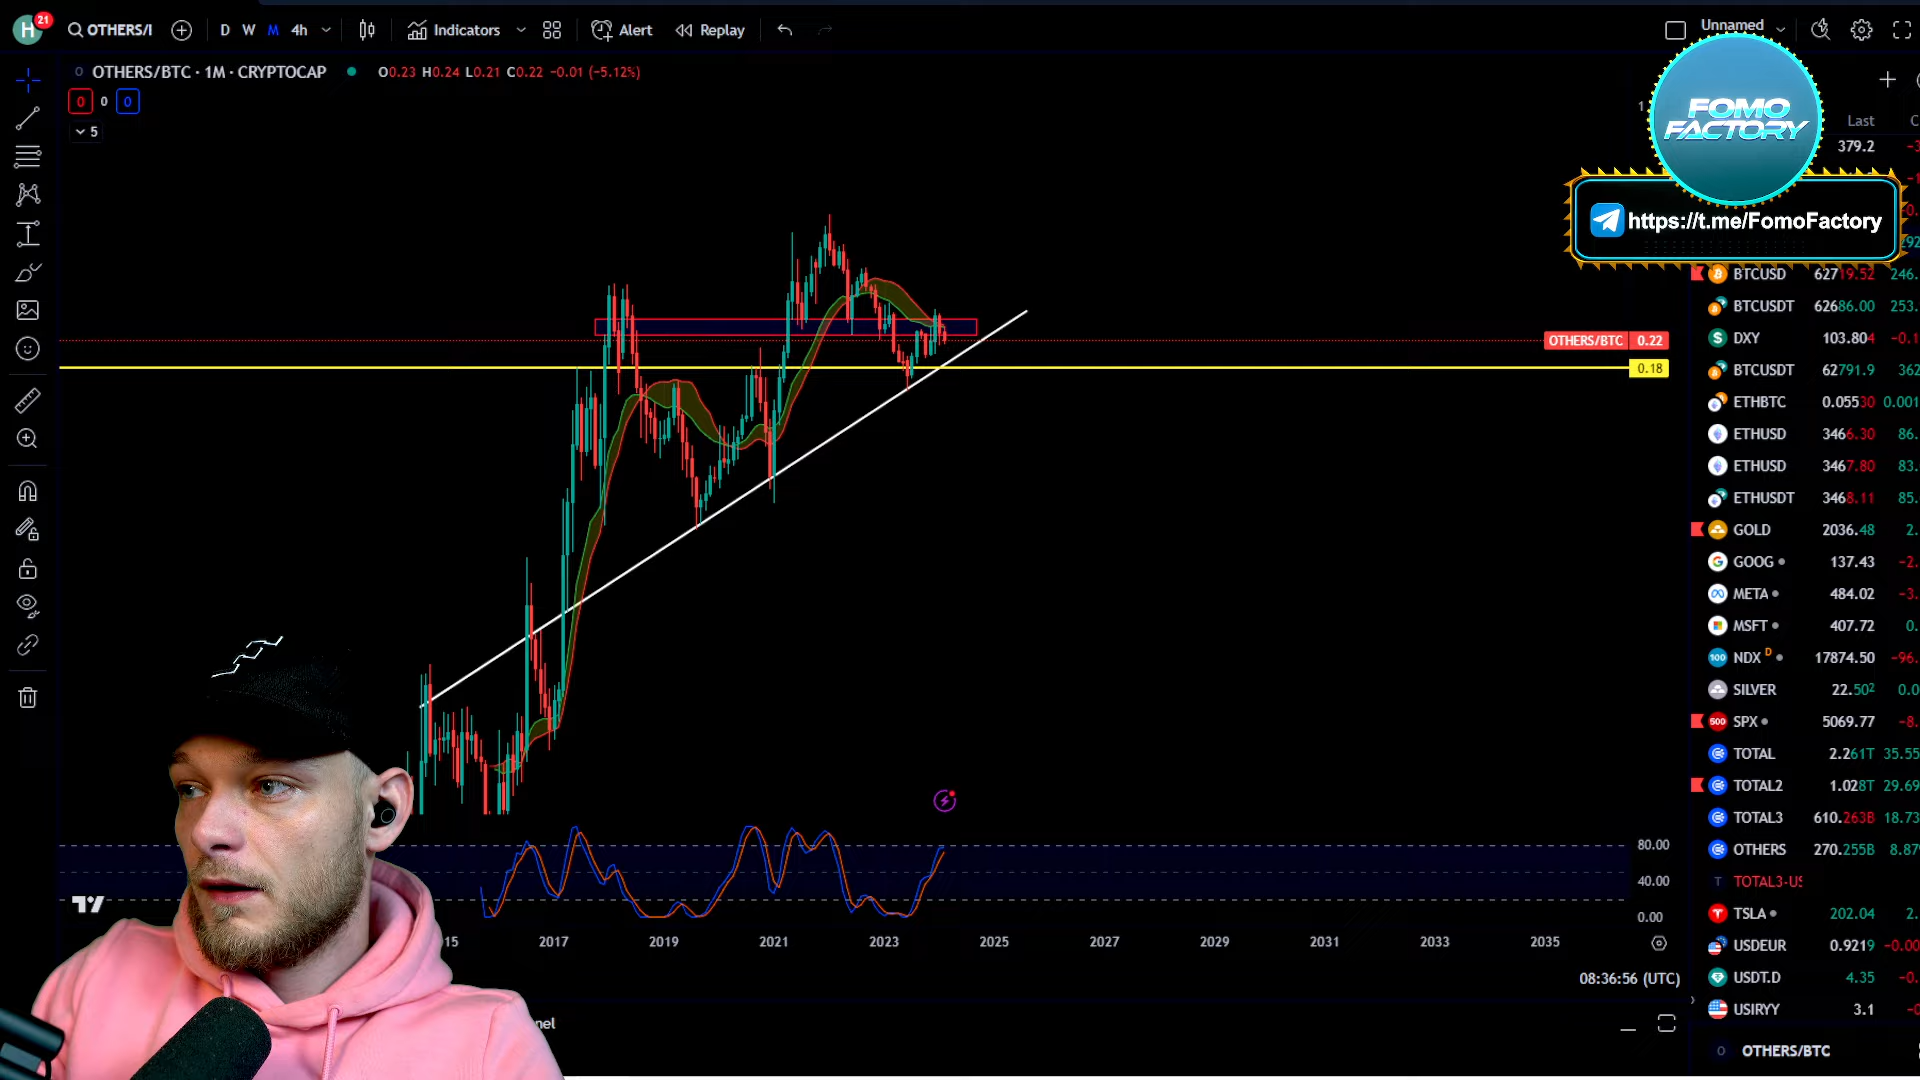 H 21 OTHERS/I D W M 4h Indicators Alert Replay Unnamed
OTHERS/BTC · 1M · CRYPTOCAP O0.23 H0.24 L0.21 C0.22 −0.01 (−5.12%)
0 0 0
5
FOMO
FACTORY
https://t.me/FomoFactory
Last
379.2
OTHERS/BTC 0.22
0.18
BTCUSD 62719.52 246.
BTCUSDT 62686.00 253.
DXY 103.804 -0.1
BTCUSDT 62791.9 362
ETHBTC 0.05530 0.001
ETHUSD 3466.30 86.
ETHUSD 3467.80 83.
ETHUSDT 3468.11 85.
GOLD 2036.48 2.
GOOG 137.43 -2.
META 484.02 -3.
MSFT 407.72 0.
100 NDX D 17874.50 -96.
SILVER 22.502 0.0
500 SPX 5069.77 -8.
TOTAL 2.261T 35.55
TOTAL2 1.028T 29.69
TOTAL3 610.263B 18.73
OTHERS 270.255B 8.879
T TOTAL3-US
TSLA 202.04 2.
USDEUR 0.9219 -0.00
USDT.D 4.35 -0.
USIRYY 3.1
O OTHERS/BTC
80.00
40.00
0.00
15 2017 2019 2021 2023 2025 2027 2029 2031 2033 2035
08:36:56 (UTC)
nel